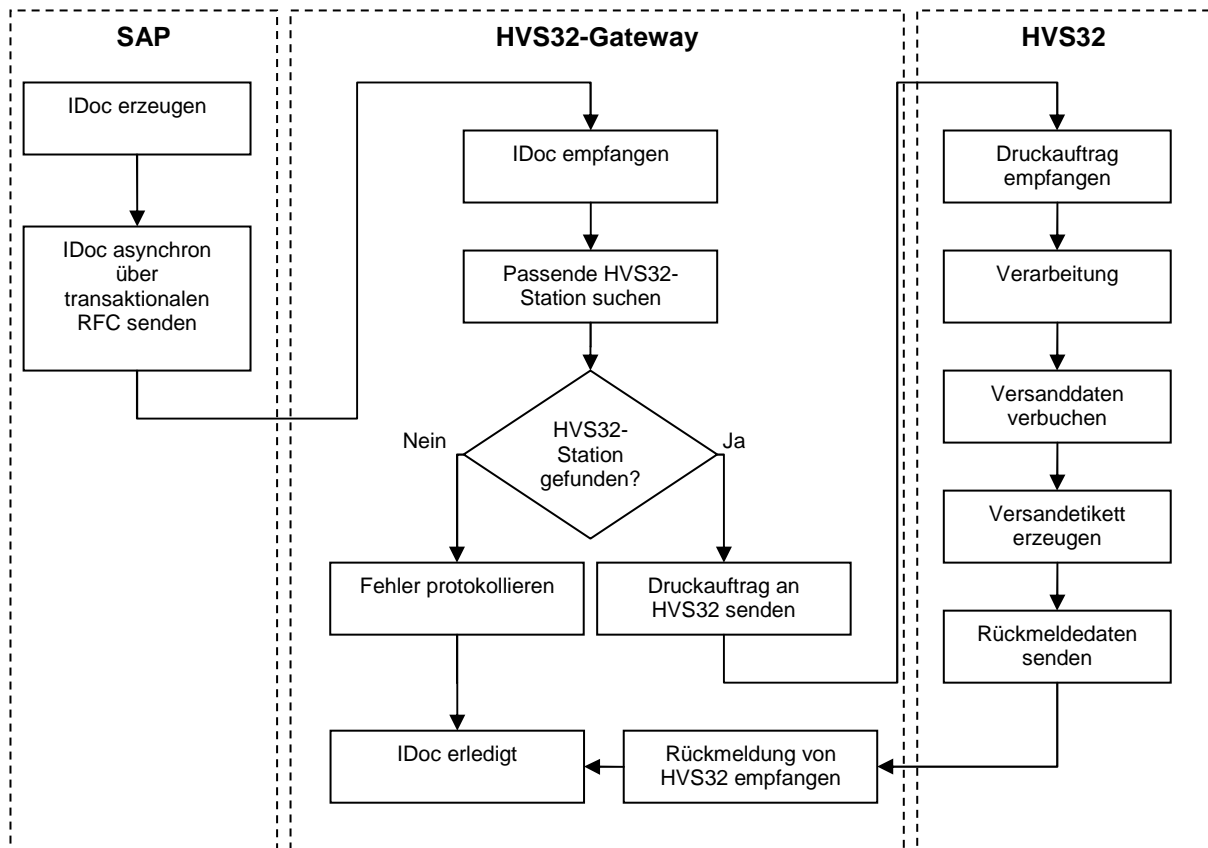 SAP
IDoc erzeugen
IDoc asynchron
über
transaktionalen
RFC senden
HVS32-Gateway
IDoc empfangen
Passende HVS32-
Station suchen
HVS32-
Station
gefunden?
Nein
Ja
Fehler protokollieren
Druckauftrag an
HVS32 senden
IDoc erledigt
Rückmeldung von
HVS32 empfangen
HVS32
Druckauftrag
empfangen
Verarbeitung
Versanddaten
verbuchen
Versandetikett
erzeugen
Rückmeldedaten
senden